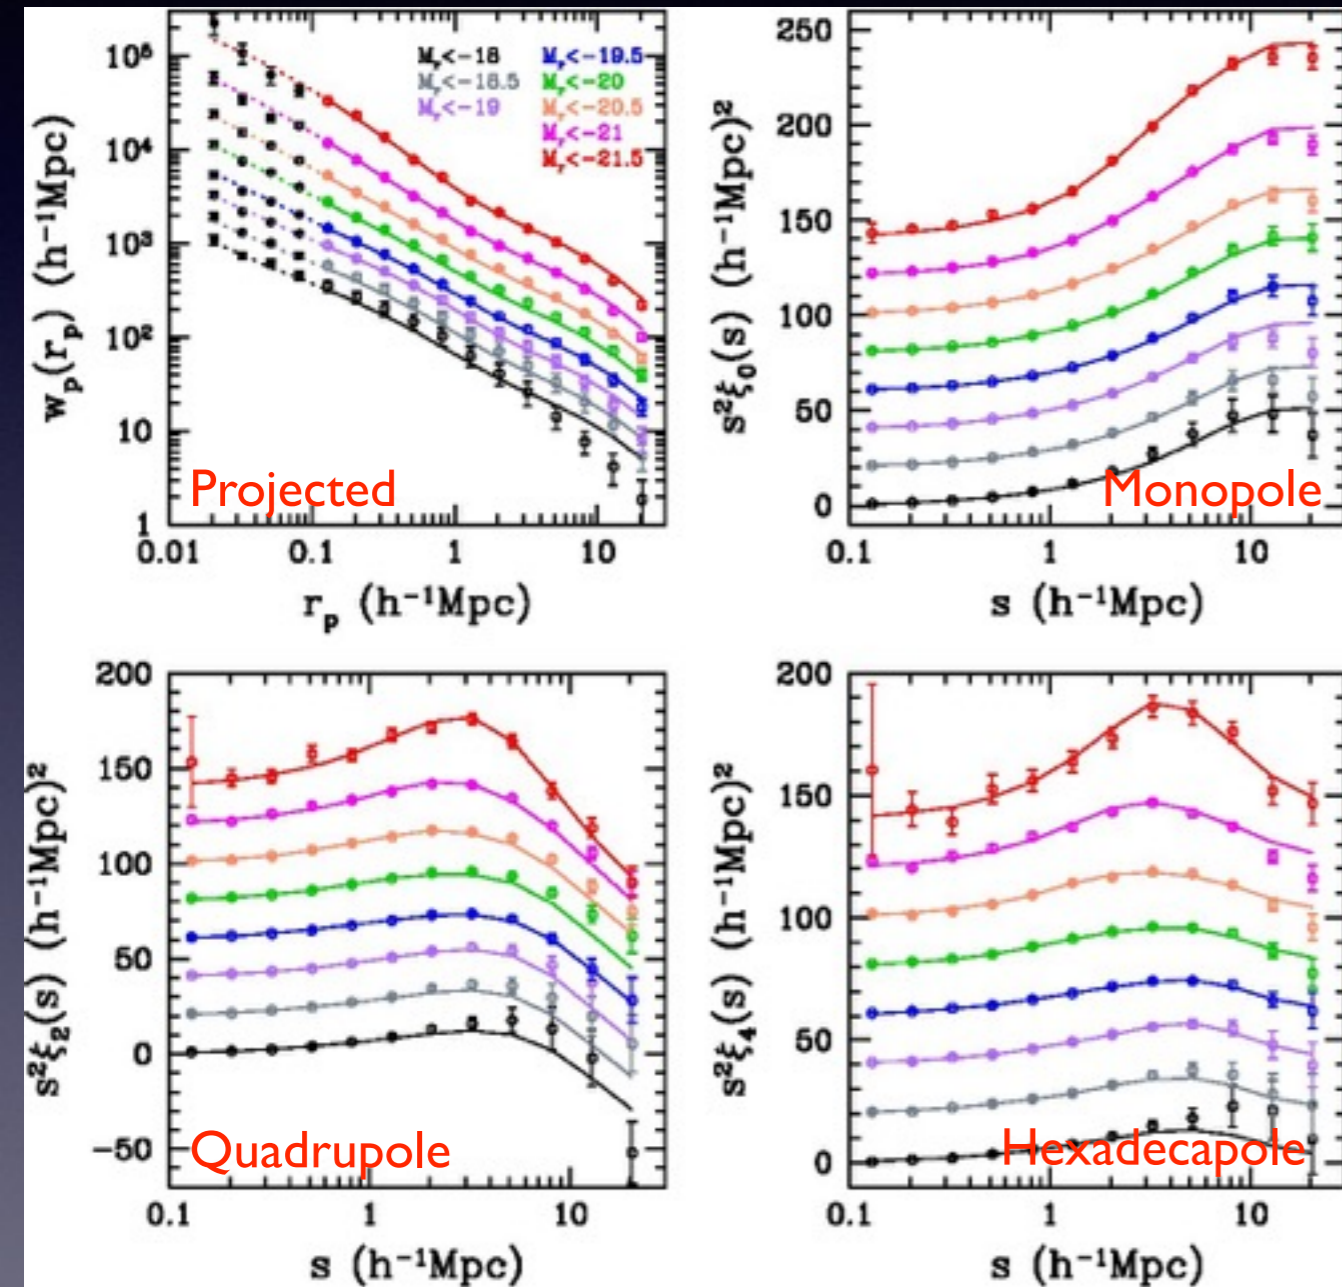 10⁵
10⁴
10³
10²
10
1
wₚ(rₚ) (h⁻¹Mpc)
Mᵣ<-18
Mᵣ<-18.5
Mᵣ<-19
Mᵣ<-19.5
Mᵣ<-20
Mᵣ<-20.5
Mᵣ<-21
Mᵣ<-21.5
Projected
0.01 0.1 1 10
rₚ (h⁻¹Mpc)
250
200
150
100
50
0
s²ξ₀(s) (h⁻¹Mpc)²
Monopole
0.1 1 10
s (h⁻¹Mpc)
200
150
100
50
0
−50
s²ξ₂(s) (h⁻¹Mpc)²
Quadrupole
0.1 1 10
s (h⁻¹Mpc)
200
150
100
50
0
s²ξ₄(s) (h⁻¹Mpc)²
Hexadecapole
0.1 1 10
s (h⁻¹Mpc)